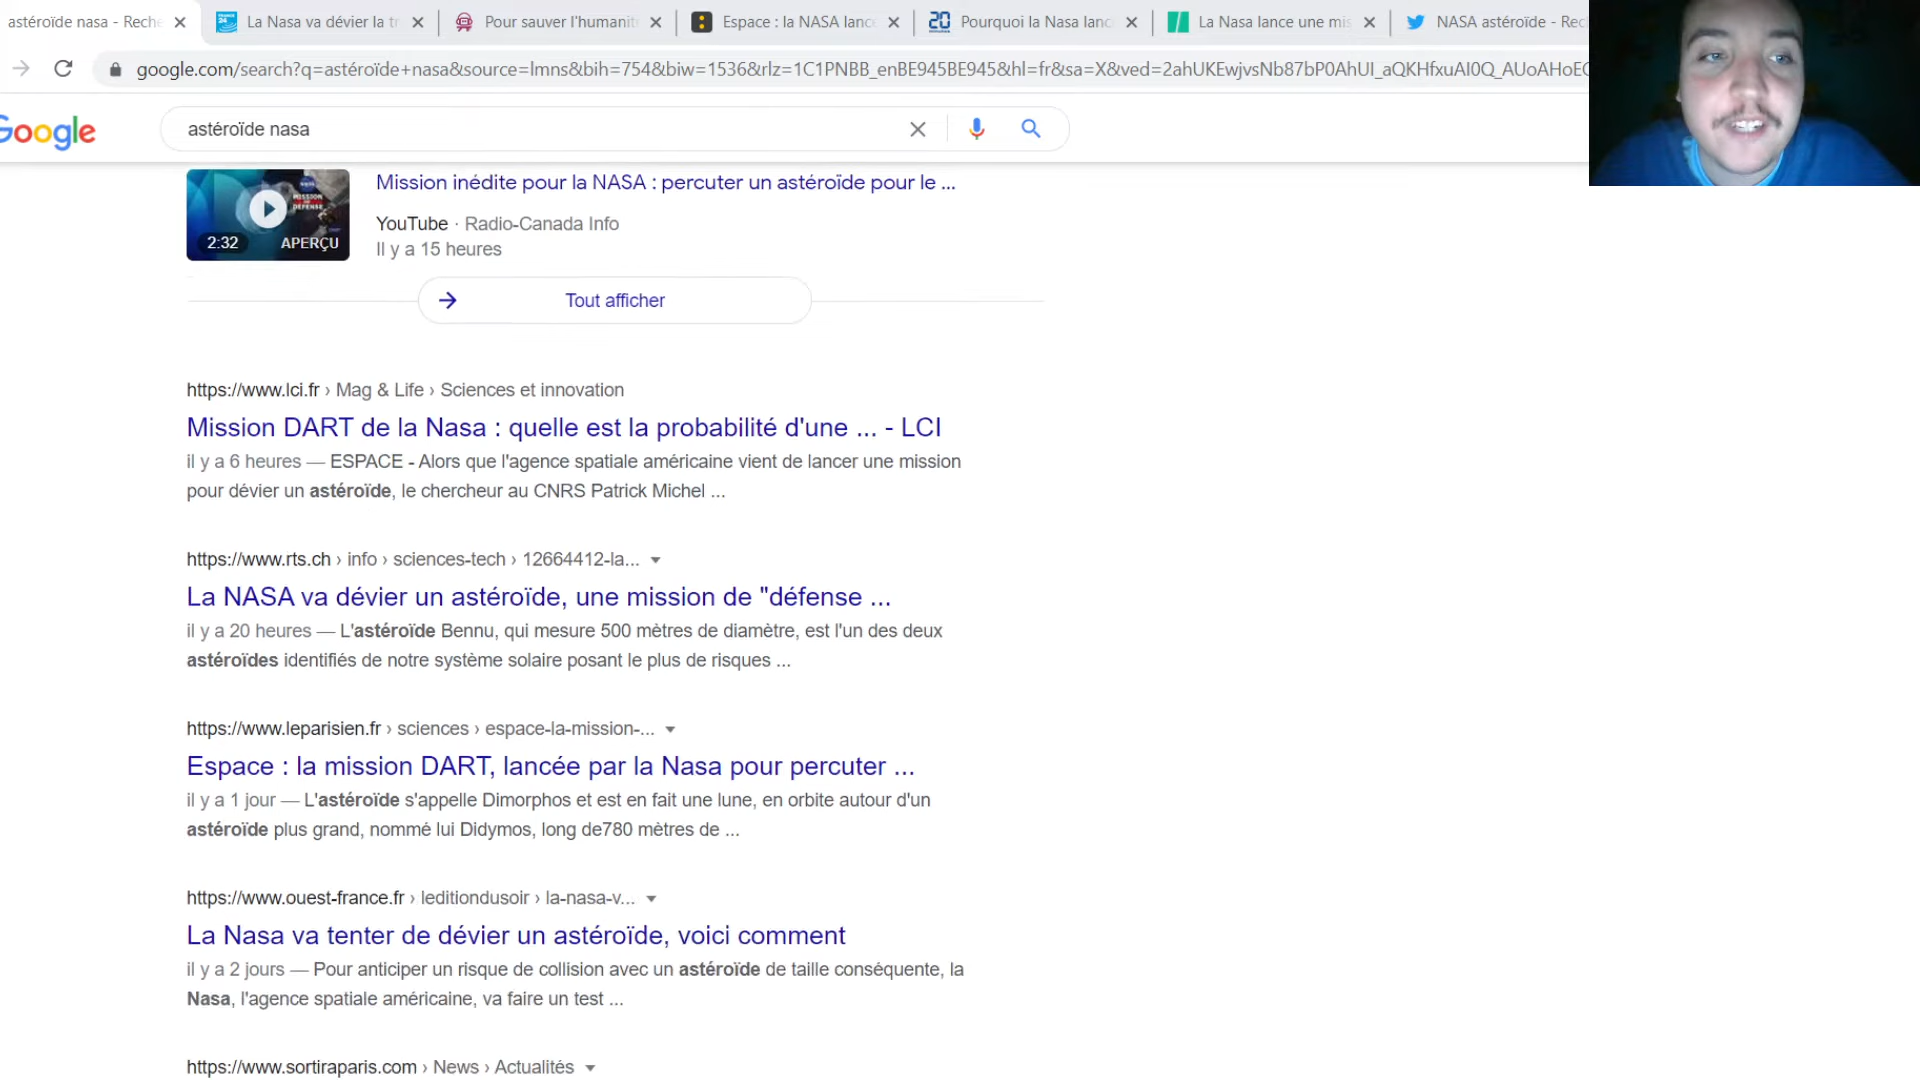 astéroïde nasa - Reche
La Nasa va dévier la tr
Pour sauver l'humanit
Espace : la NASA lance
20 Pourquoi la Nasa lanc
La Nasa lance une mis
NASA astéroïde - Rec
google.com/search?q=astéroïde+nasa&source=lmns&bih=754&biw=1536&rlz=1C1PNBB_enBE945BE945&hl=fr&sa=X&ved=2ahUKEwjvsNb87bP0AhUI_aQKHfxuAI0Q_AUoAHoEC
Google
astéroïde nasa
MISSION
DÉFENSE
2:32 APERÇU
Mission inédite pour la NASA : percuter un astéroïde pour le ...
YouTube · Radio-Canada Info
Il y a 15 heures
Tout afficher
https://www.lci.fr › Mag & Life › Sciences et innovation
Mission DART de la Nasa : quelle est la probabilité d'une ... - LCI
il y a 6 heures — ESPACE - Alors que l'agence spatiale américaine vient de lancer une mission
pour dévier un astéroïde, le chercheur au CNRS Patrick Michel ...
https://www.rts.ch › info › sciences-tech › 12664412-la...
La NASA va dévier un astéroïde, une mission de "défense ...
il y a 20 heures — L'astéroïde Bennu, qui mesure 500 mètres de diamètre, est l'un des deux
astéroïdes identifiés de notre système solaire posant le plus de risques ...
https://www.leparisien.fr › sciences › espace-la-mission-...
Espace : la mission DART, lancée par la Nasa pour percuter ...
il y a 1 jour — L'astéroïde s'appelle Dimorphos et est en fait une lune, en orbite autour d'un
astéroïde plus grand, nommé lui Didymos, long de780 mètres de ...
https://www.ouest-france.fr › leditiondusoir › la-nasa-v...
La Nasa va tenter de dévier un astéroïde, voici comment
il y a 2 jours — Pour anticiper un risque de collision avec un astéroïde de taille conséquente, la
Nasa, l'agence spatiale américaine, va faire un test ...
https://www.sortiraparis.com › News › Actualités